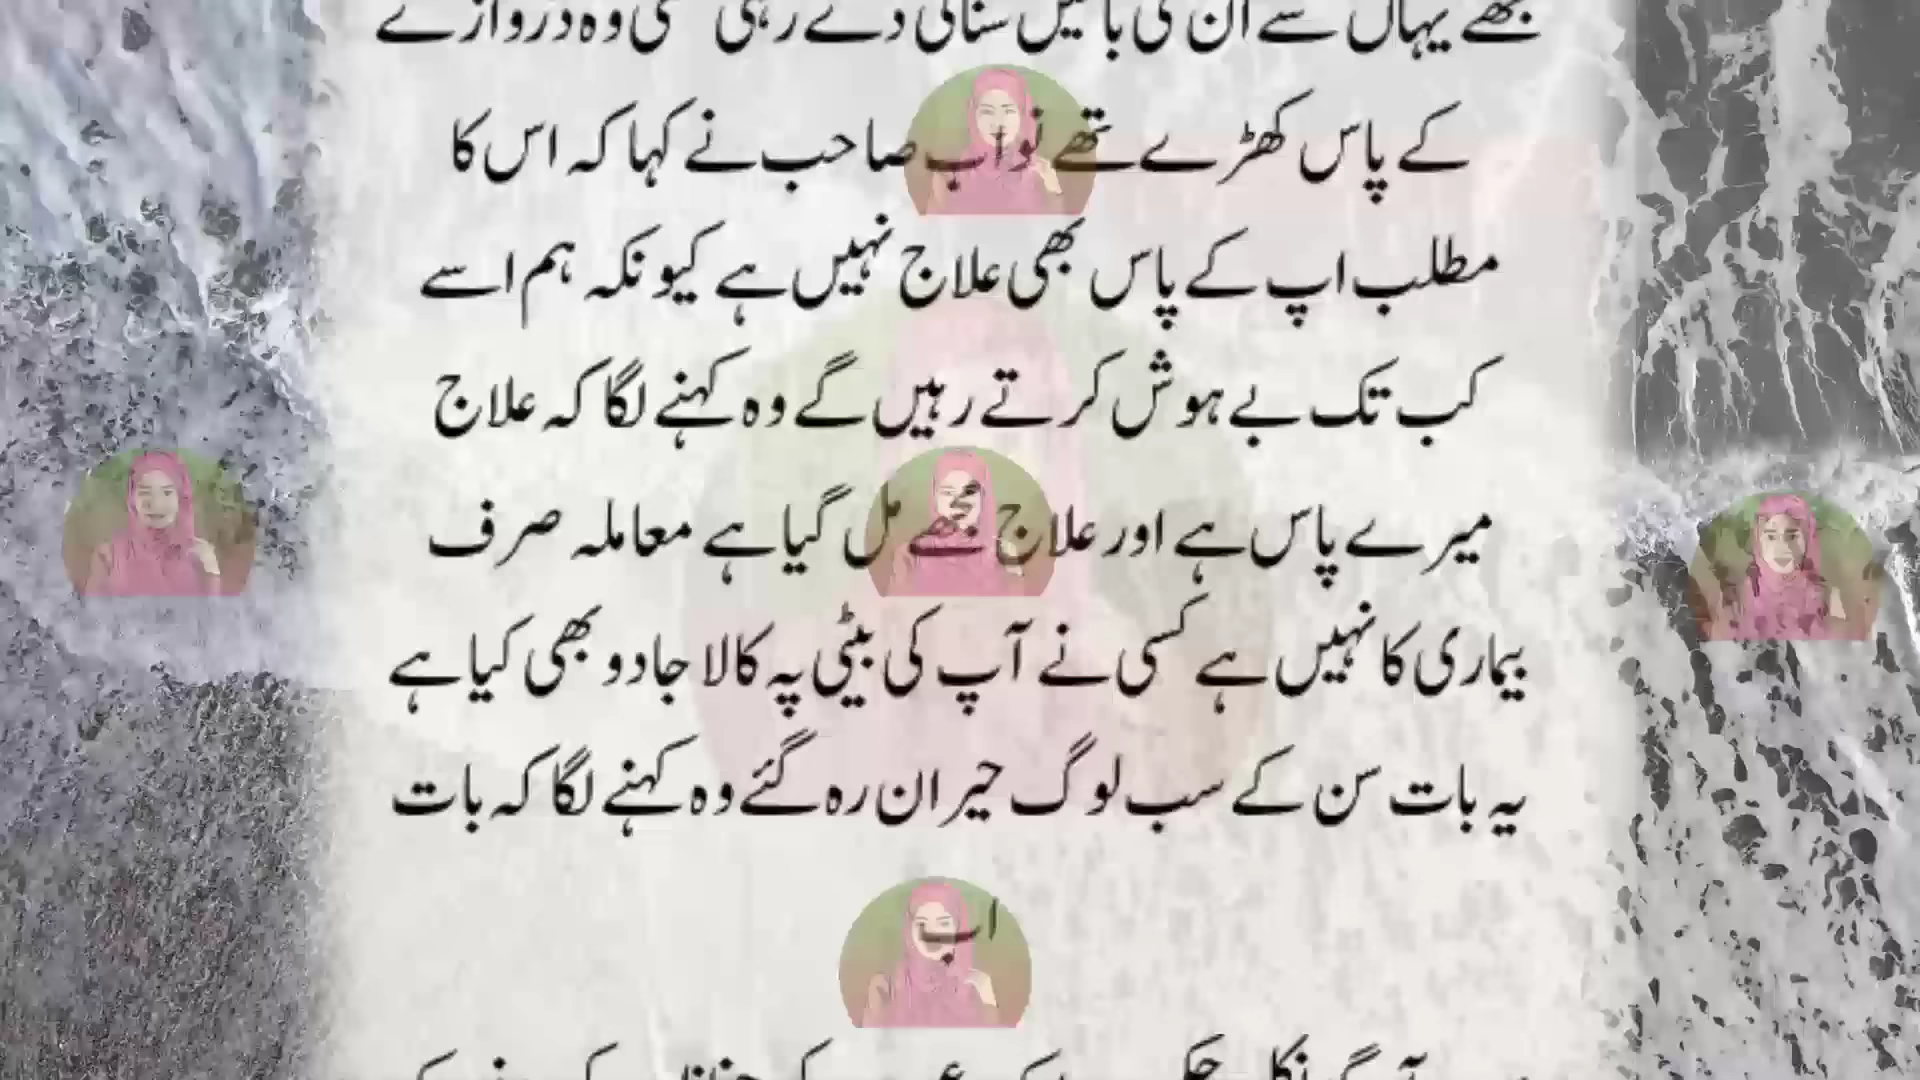 مجھے یہاں سے ان کی باتیں سنائی دے رہی تھی وہ دروازے
کے پاس کھڑے تھے نواب صاحب نے کہا کہ اس کا
مطلب اپ کے پاس بھی علاج نہیں ہے کیونکہ ہم اسے
کب تک بے ہوش کرتے رہیں گے وہ کہنے لگا کہ علاج
میرے پاس ہے اور علاج مجھے مل گیا ہے معاملہ صرف
بیماری کا نہیں ہے کسی نے آپ کی بیٹی پہ کالا جادو بھی کیا ہے
یہ بات سن کے سب لوگ حیران رہ گئے وہ کہنے لگا کہ بات
اب